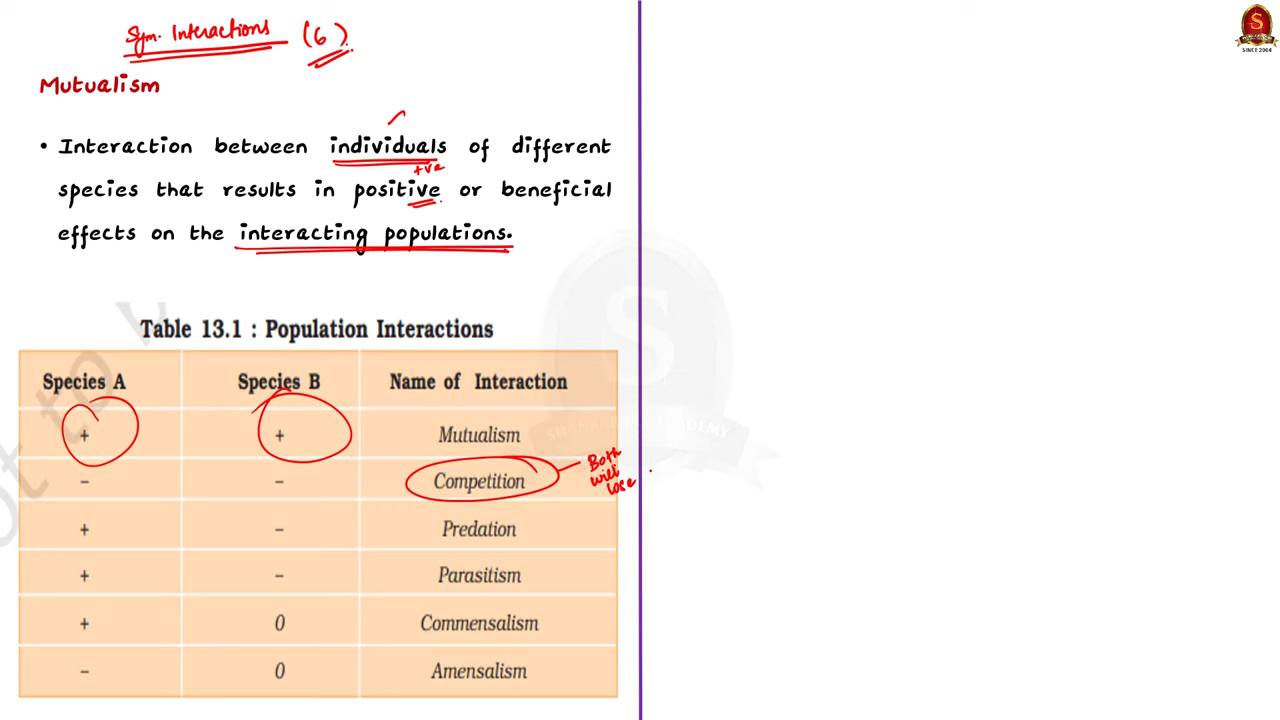 Sym. Interactions (6).
S
SINCE 2004
Mutualism
• Interaction between individuals of different
+ve
species that results in positive or beneficial
effects on the interacting populations.
Table 13.1 : Population Interactions
Species A Species B Name of Interaction
+ + Mutualism
– – Competition
Both
will
lose
+ – Predation
+ – Parasitism
+ 0 Commensalism
– 0 Amensalism